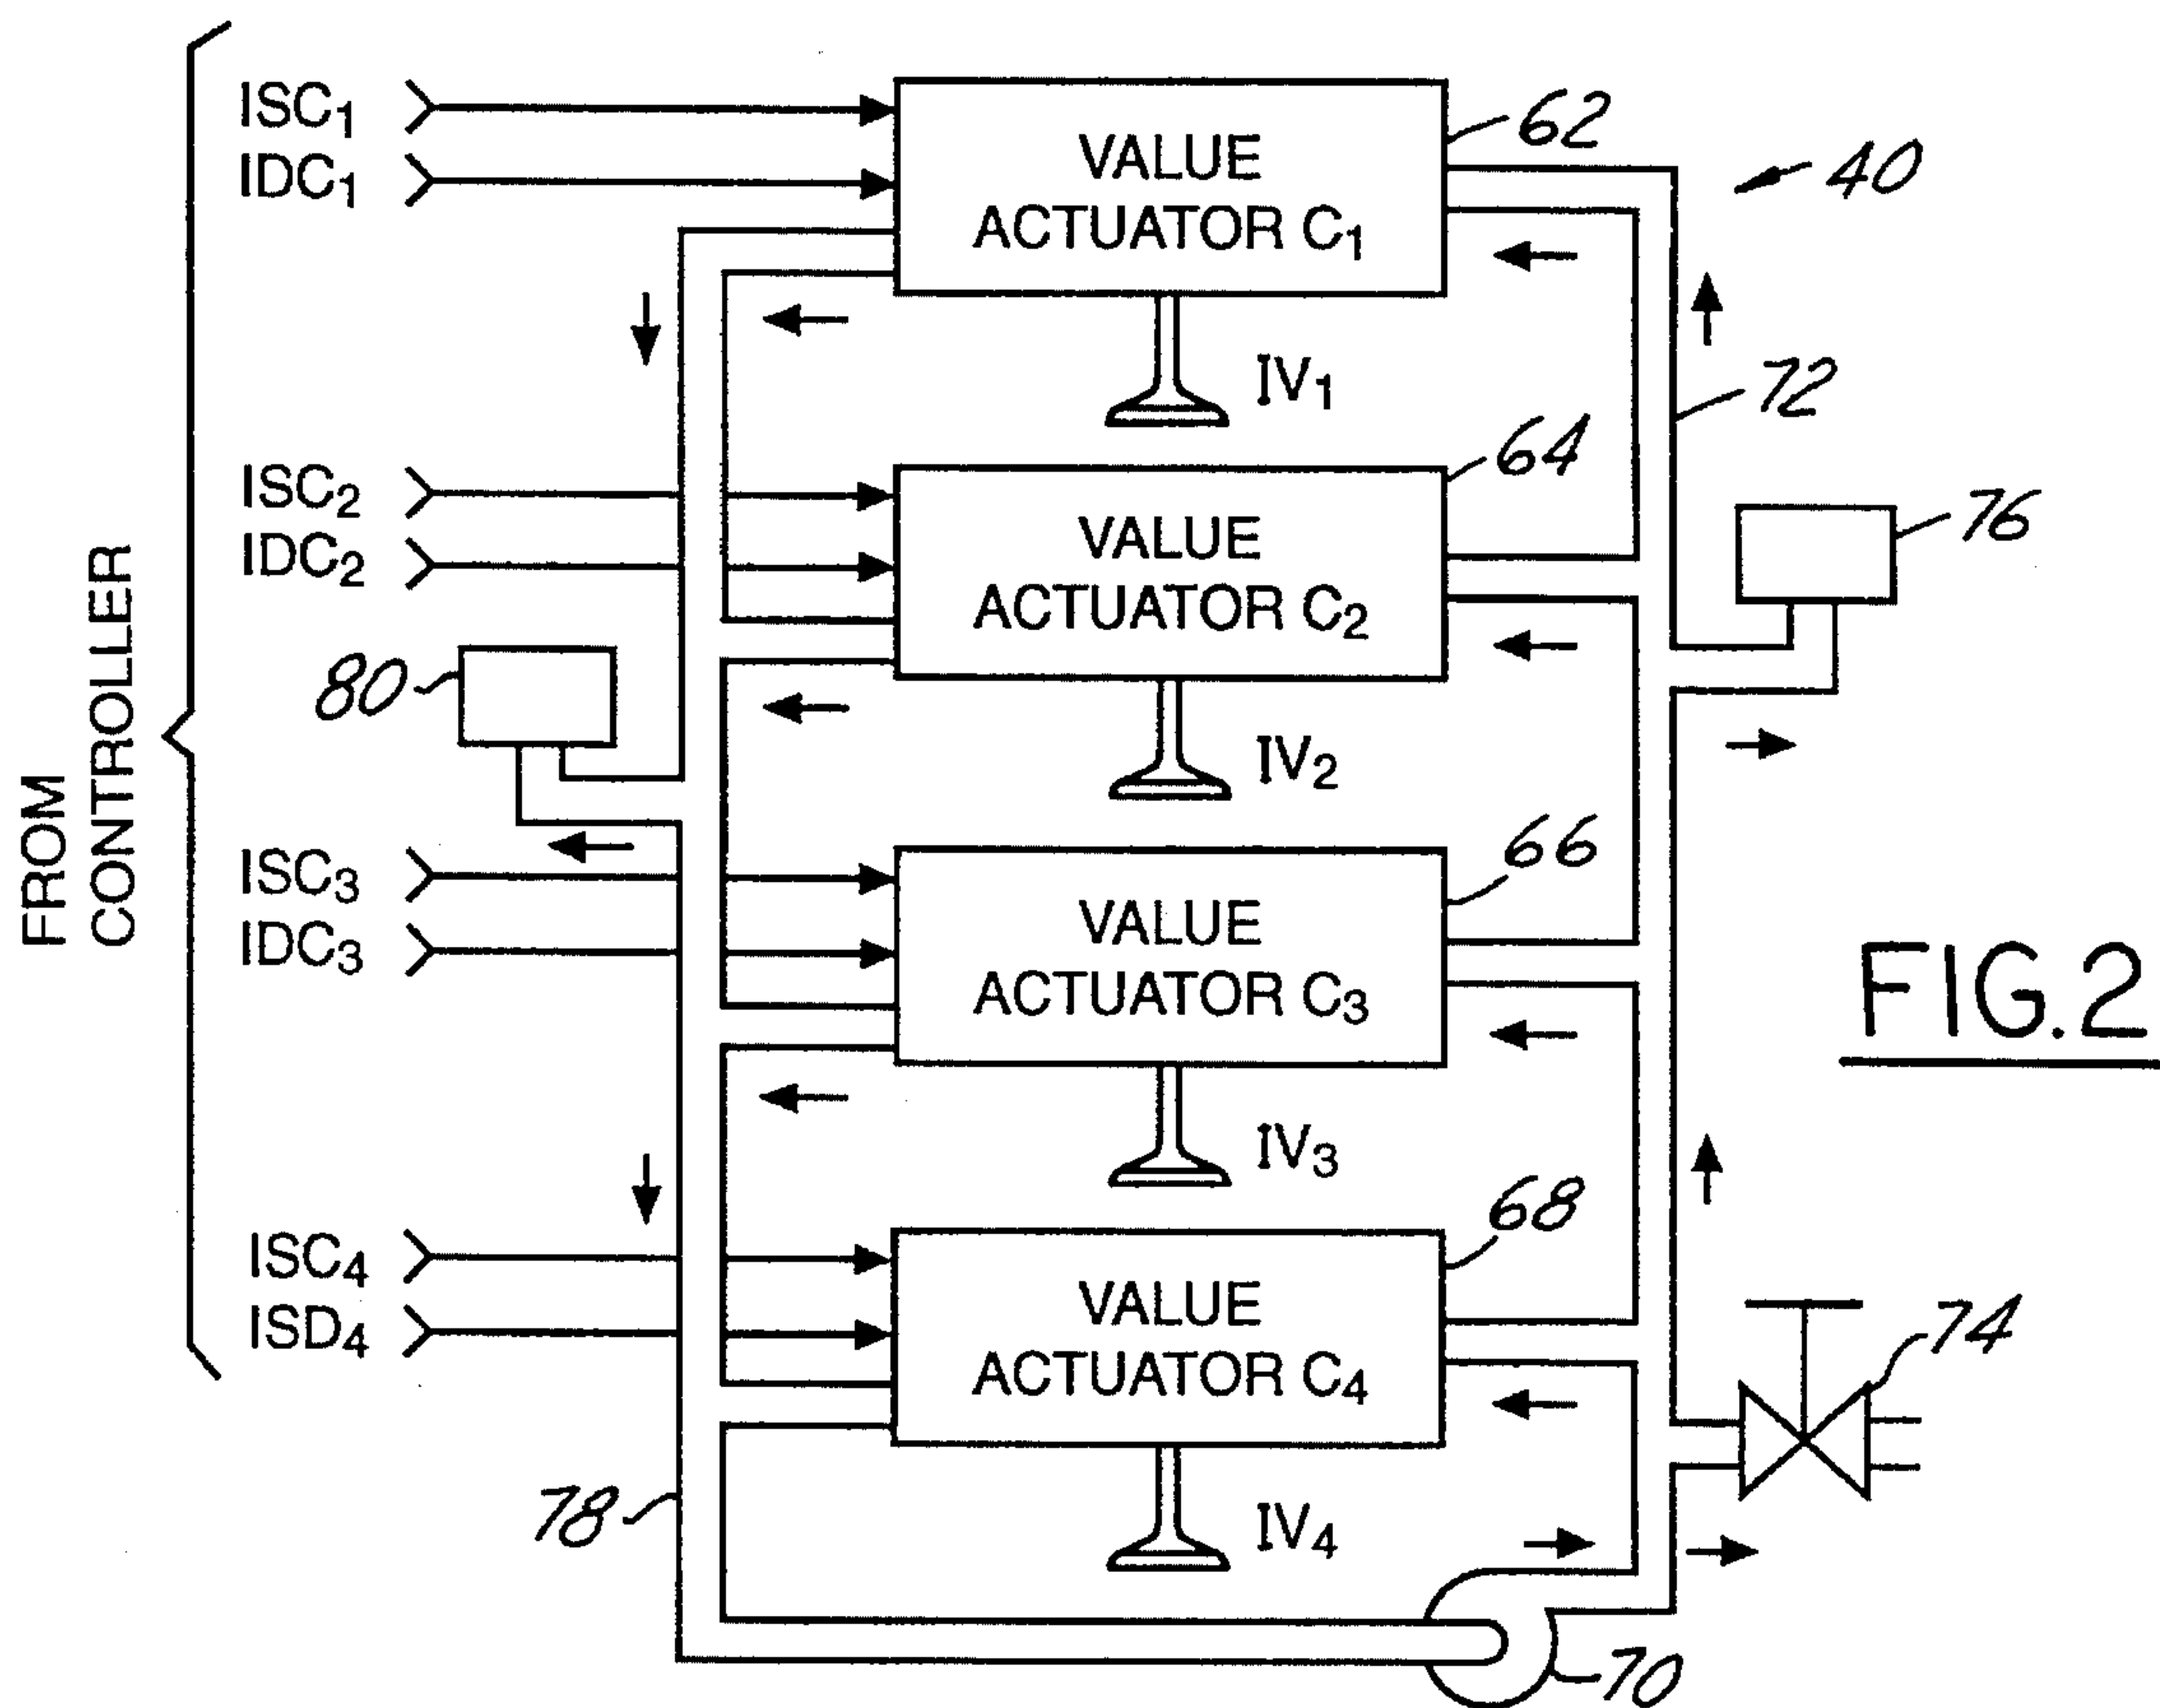 ISC₁
IDC₁
VALUE
ACTUATOR C₁
62
40
IV₁
72
ISC₂
IDC₂
VALUE
ACTUATOR C₂
64
76
80
IV₂
FROM
CONTROLLER
ISC₃
IDC₃
VALUE
ACTUATOR C₃
66
FIG.2
IV₃
ISC₄
ISD₄
VALUE
ACTUATOR C₄
68
74
78
IV₄
70